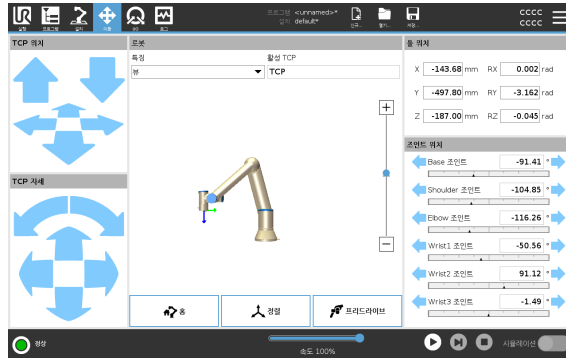 UR
실행 프로그램 설치 이동 I/O 로그
프로그램 <unnamed>*
설치 default*
신규... 열기... 저장...
CCCC
CCCC
TCP 위치
로봇
툴 위치
특징
활성 TCP
뷰
TCP
X -143.68 mm RX 0.002 rad
Y -497.80 mm RY -3.162 rad
Z -187.00 mm RZ -0.045 rad
조인트 위치
Base 조인트 -91.41 °
Shoulder 조인트 -104.85 °
Elbow 조인트 -116.26 °
Wrist1 조인트 -50.56 °
Wrist2 조인트 91.12 °
Wrist3 조인트 -1.49 °
TCP 자세
홈
정렬
프리드라이브
정상
속도 100%
시뮬레이션